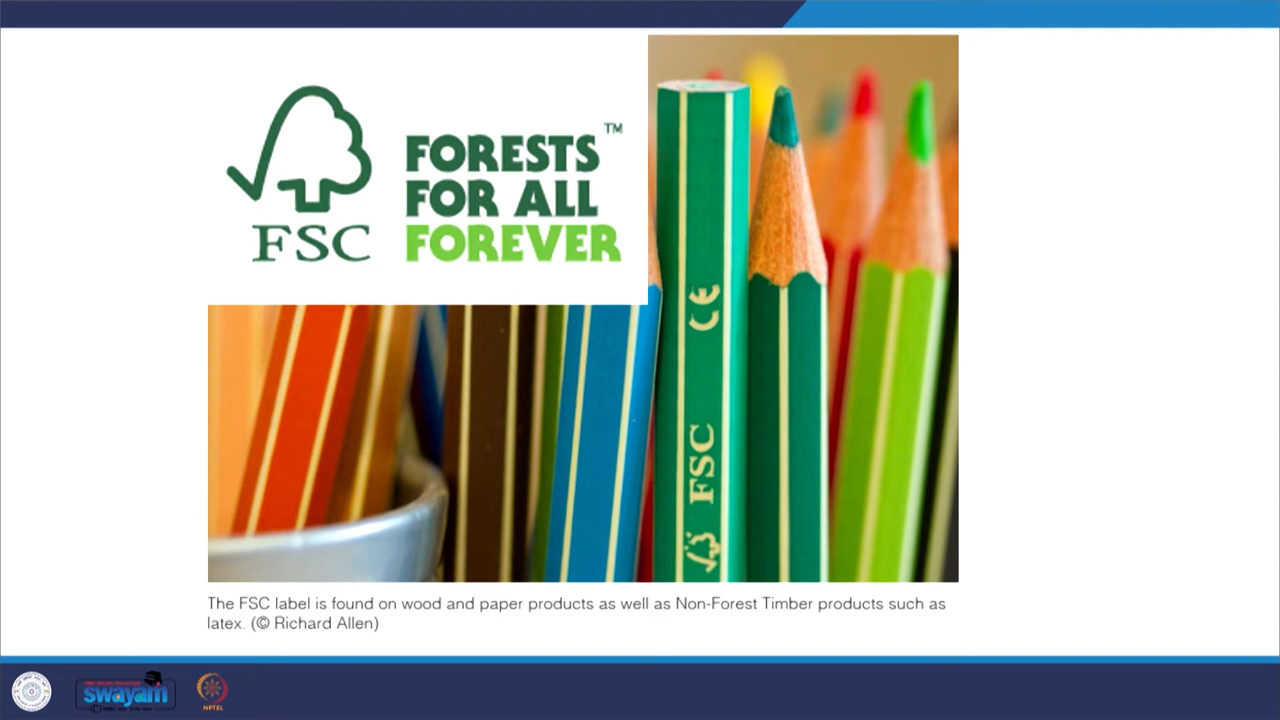 FORESTS™
FOR ALL
FOREVER
FSC
CE
FSC
The FSC label is found on wood and paper products as well as Non-Forest Timber products such as
latex. (© Richard Allen)
swayam
NPTEL